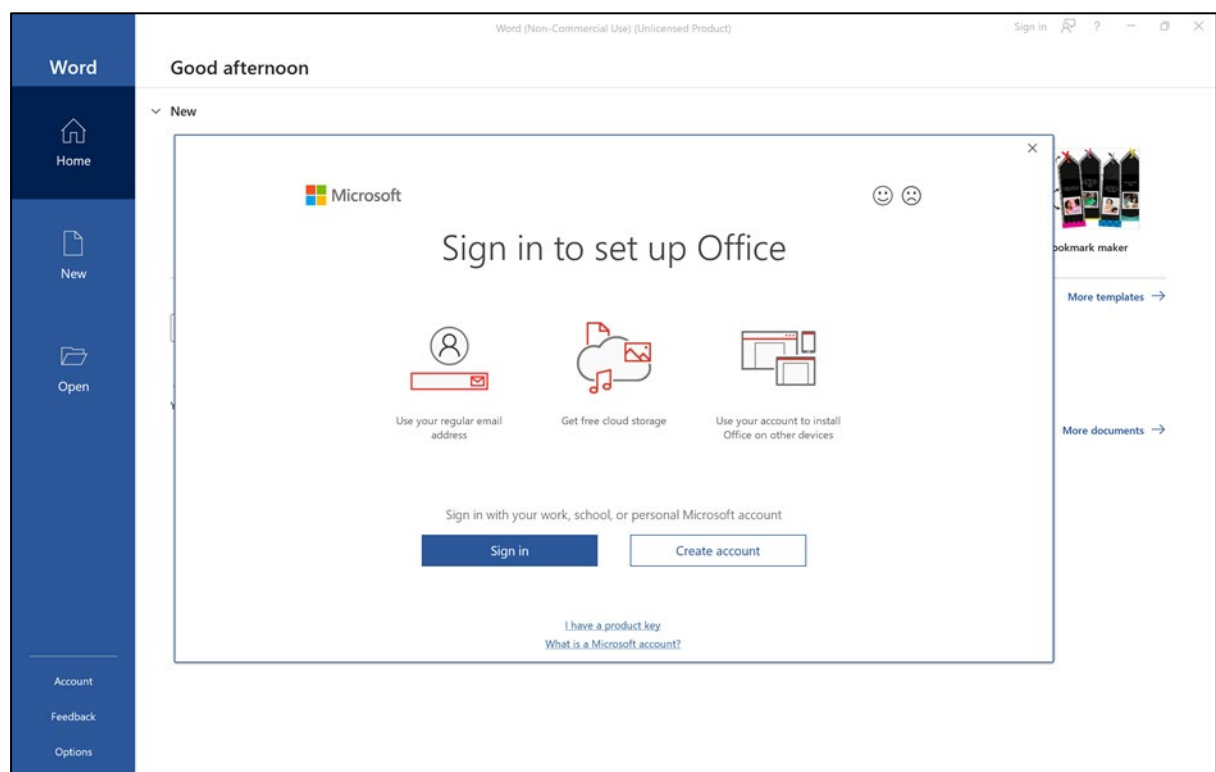 Word (Non-Commercial Use) (Unlicensed Product)
Sign in
?
Word
Good afternoon
New
Home
New
Open
Account
Feedback
Options
Microsoft
Sign in to set up Office
Use your regular email
address
Get free cloud storage
Use your account to install
Office on other devices
Sign in with your work, school, or personal Microsoft account
Sign in
Create account
I have a product key
What is a Microsoft account?
maker
More templates
More documents